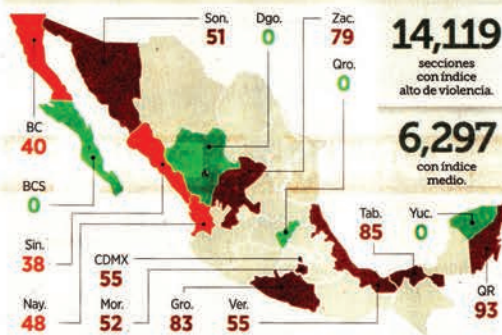 Son.
51
Dgo.
0
Zac.
79
Qro.
0
14,119
secciones
con índice
alto de violencia.
6,297
con índice
medio.
BC
40
BCS
0
Sin.
38
Nay.
48
CDMX
55
Mor.
52
Gro.
83
Ver.
55
Tab.
85
Yuc.
0
QR
93